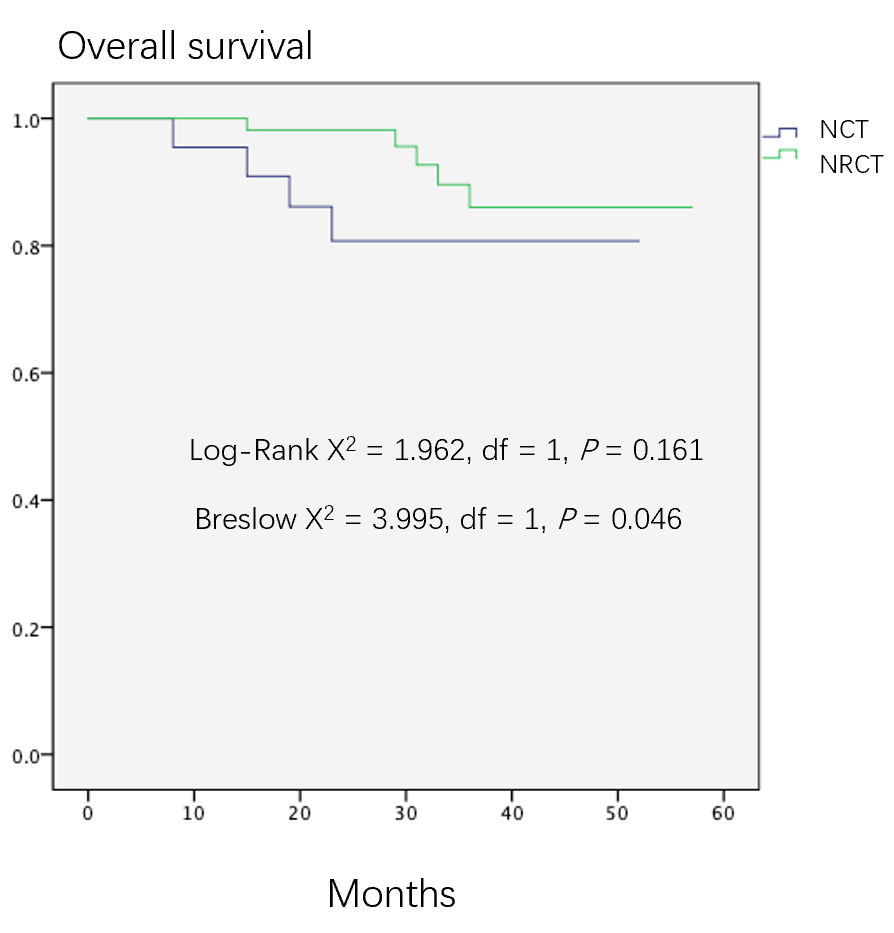 Overall survival
1.0
0.8
0.6
0.4
0.2
0.0
NCT
NRCT
Log-Rank X² = 1.962, df = 1, P = 0.161
Breslow X² = 3.995, df = 1, P = 0.046
0 10 20 30 40 50 60
Months